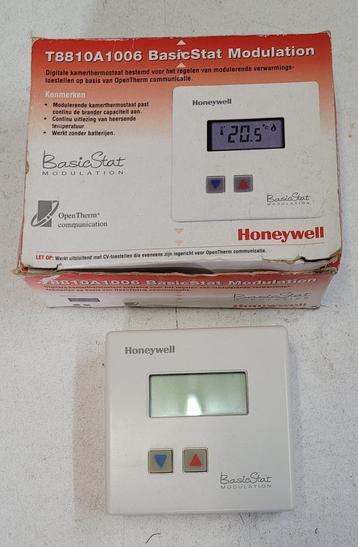 T8810A1006 BasicStat Modulation
Digitale kamerthermostaat bestemd voor het regelen van modulerende verwarmings-
toestellen op basis van OpenTherm communicatie.
Kenmerken
• Modulerende kamerthermostaat past
continu de brander capaciteit aan.
• Continu uitlezing van heersende
temperatuur
• Werkt zonder batterijen.
BasicStat
MODULATION
OpenTherm
communication
Honeywell
20.5°C
BasicStat
MODULATION
Honeywell
LET OP: Werkt uitsluitend met CV-toestellen die eveneens zijn ingericht voor OpenTherm communicatie.
T8810A1006 BasicStat Modulation
Honeywell
Honeywell
BasicStat
MODULATION